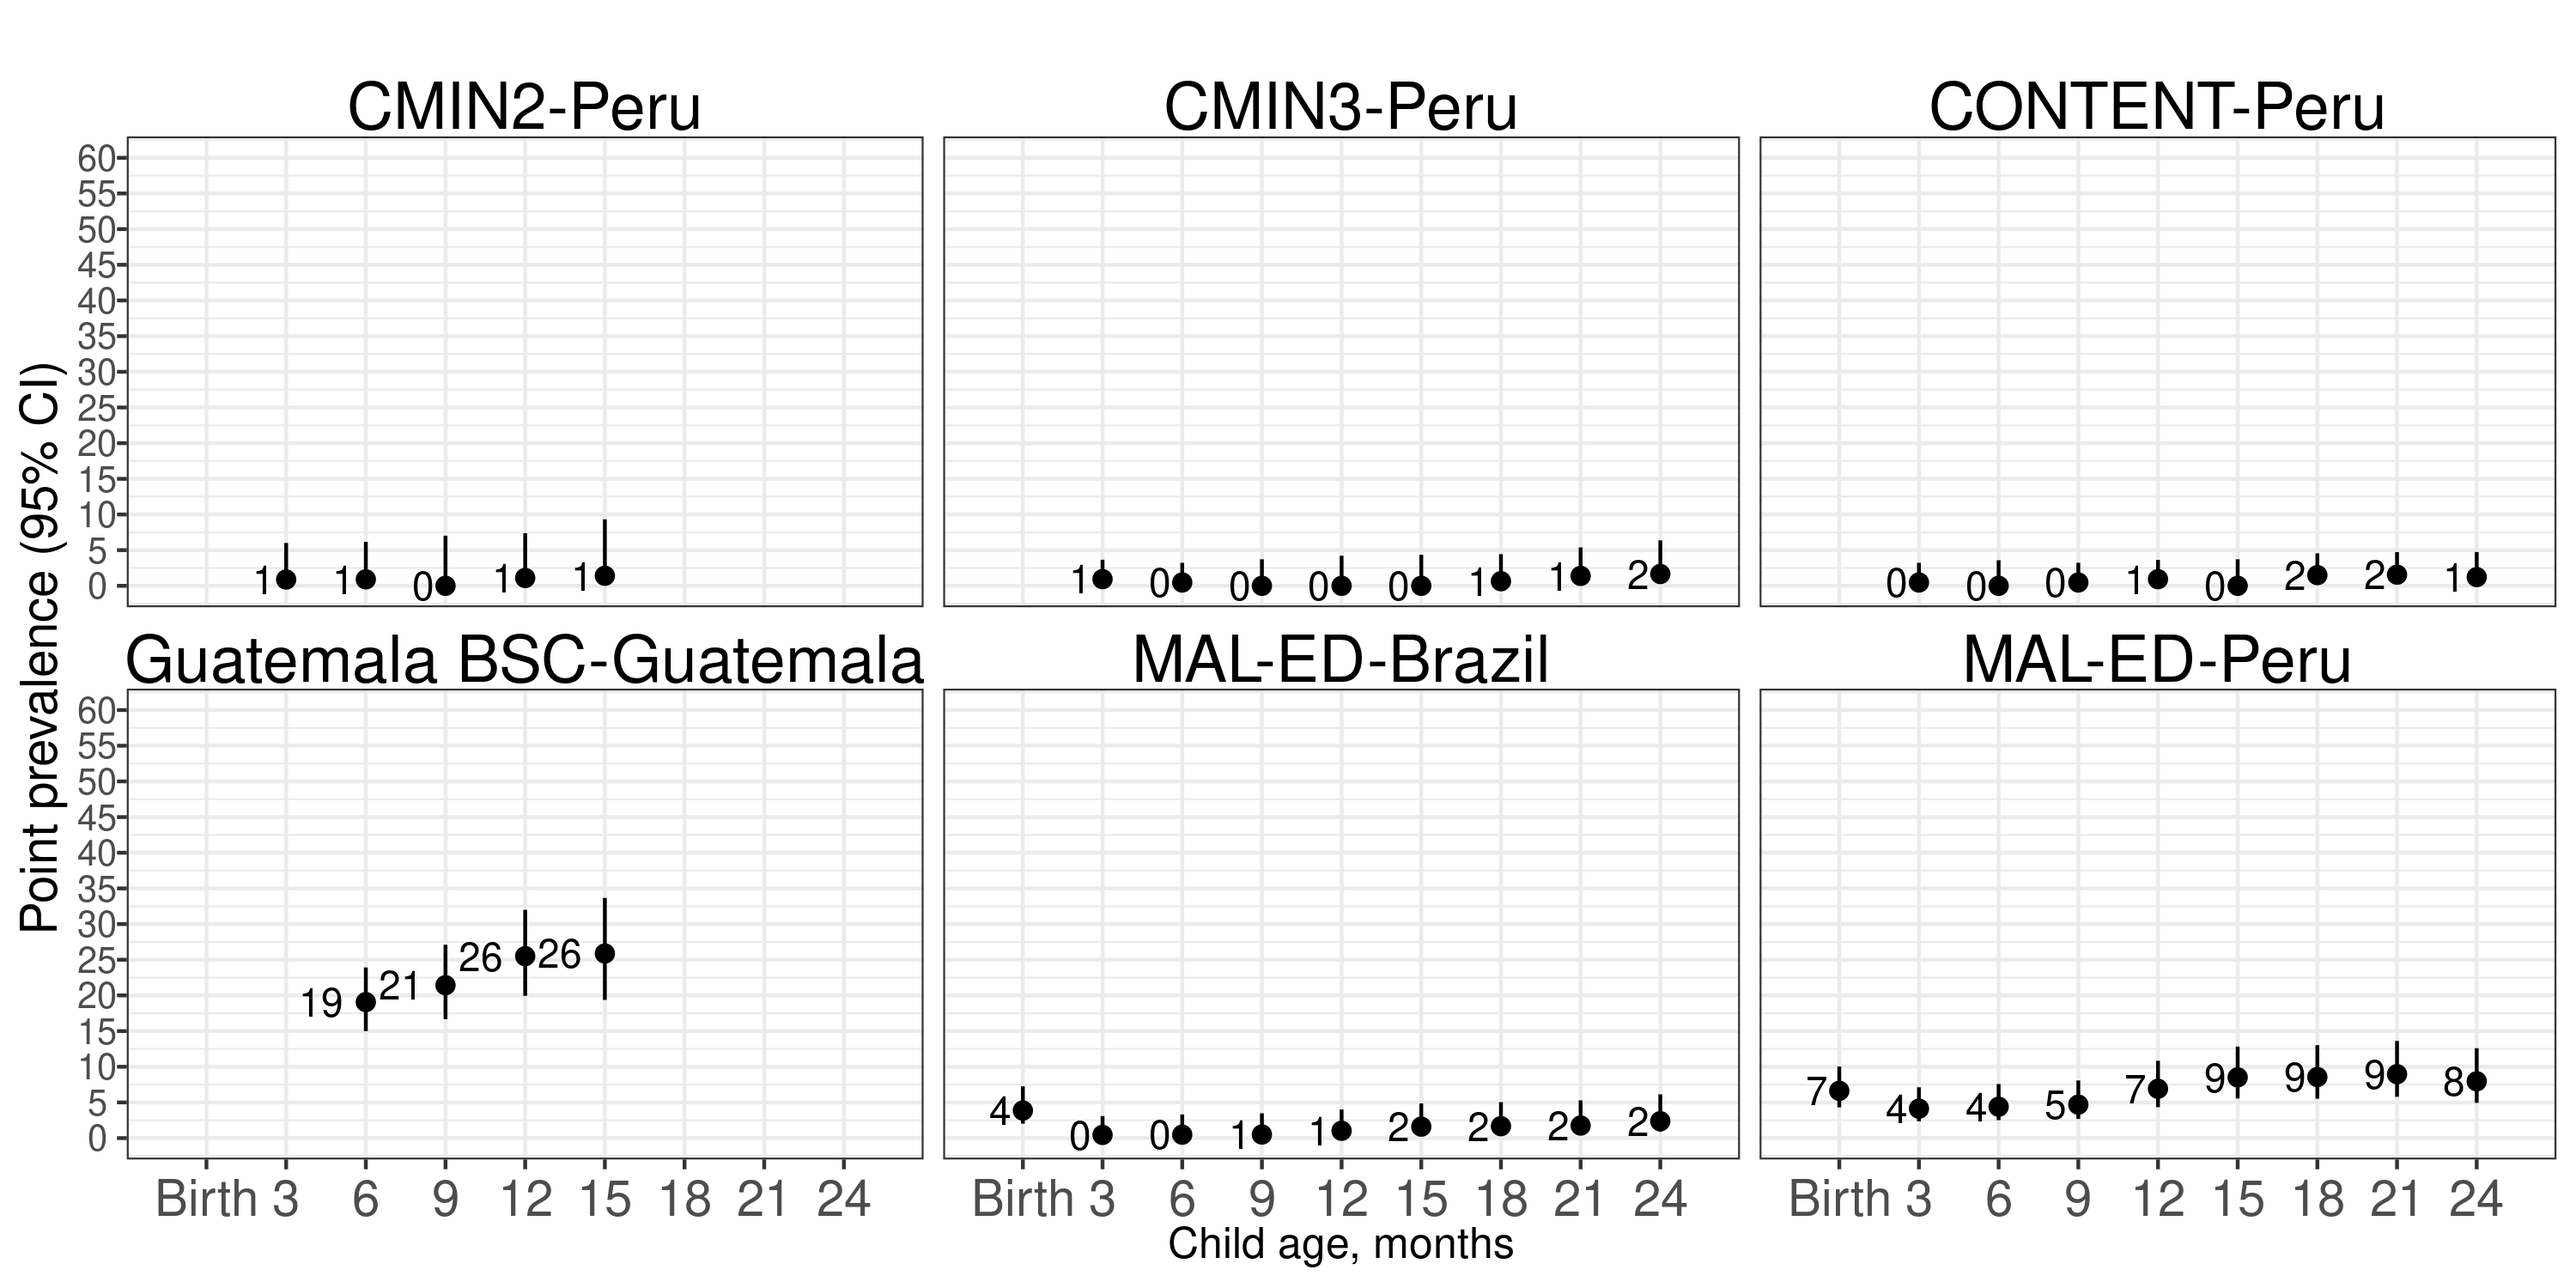 CMIN2-Peru CMIN3-Peru CONTENT-Peru
60
55
50
45
40
35
30
25
20
15
10
5
0
1 1 0 1 1
1 0 0 0 0 1 1 2
0 0 0 1 0 2 2 1
Guatemala BSC-Guatemala MAL-ED-Brazil MAL-ED-Peru
60
55
50
45
40
35
30
25
20
15
10
5
0
19 21 26 26
4 0 0 1 1 2 2 2 2
7 4 4 5 7 9 9 9 8
Birth 3 6 9 12 15 18 21 24
Birth 3 6 9 12 15 18 21 24
Birth 3 6 9 12 15 18 21 24
Child age, months
Point prevalence (95% CI)